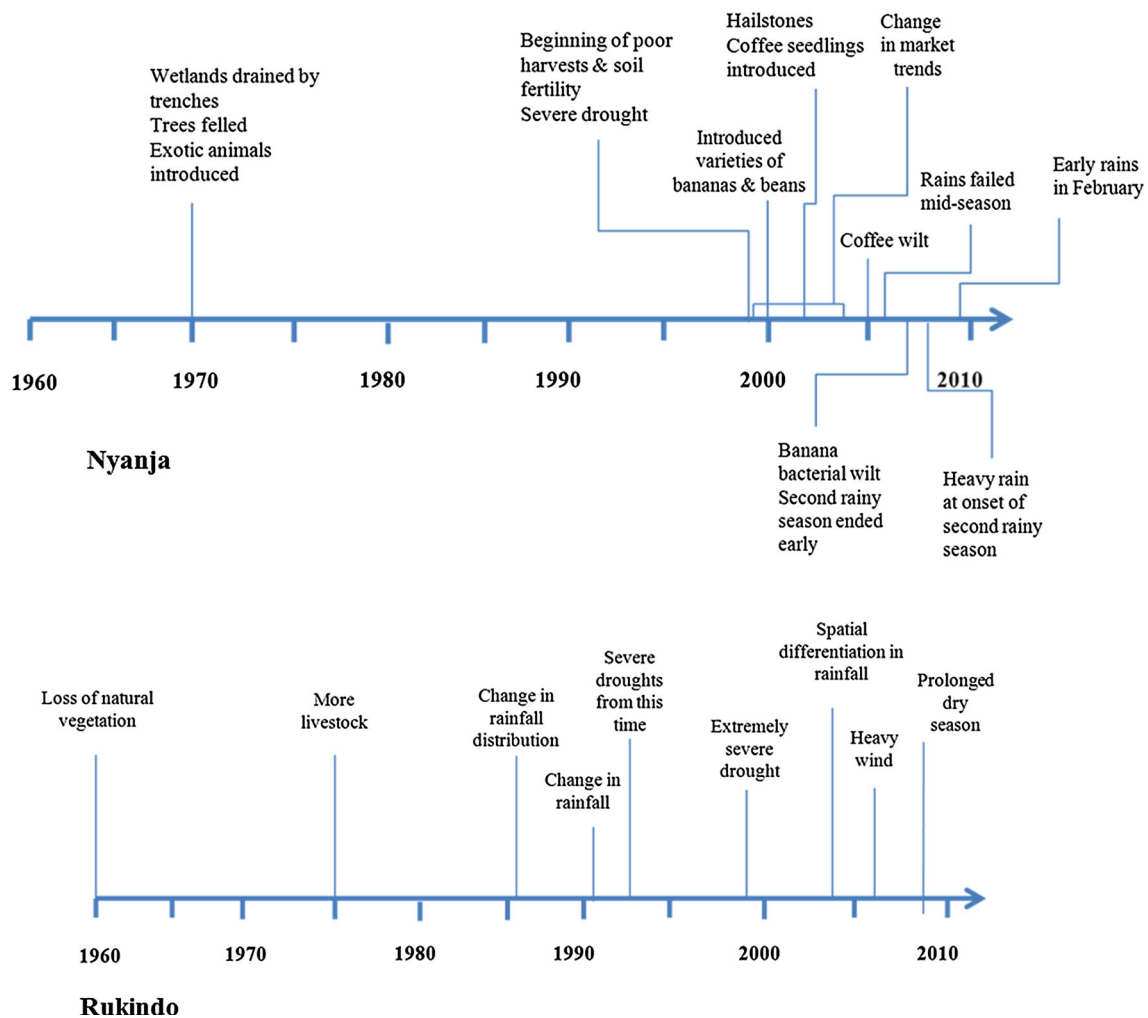 Wetlands drained by
trenches
Trees felled
Exotic animals
introduced
Beginning of poor
harvests & soil
fertility
Severe drought
Introduced
varieties of
bananas & beans
Hailstones
Coffee seedlings
introduced
Change
in market
trends
Coffee wilt
Rains failed
mid-season
Early rains
in February
1960
1970
1980
1990
2000
2010
Nyanja
Banana
bacterial wilt
Second rainy
season ended
early
Heavy rain
at onset of
second rainy
season
Loss of natural
vegetation
More
livestock
Change in
rainfall
distribution
Change in
rainfall
Severe
droughts
from this
time
Extremely
severe
drought
Spatial
differentiation in
rainfall
Heavy
wind
Prolonged
dry
season
1960
1970
1980
1990
2000
2010
Rukindo